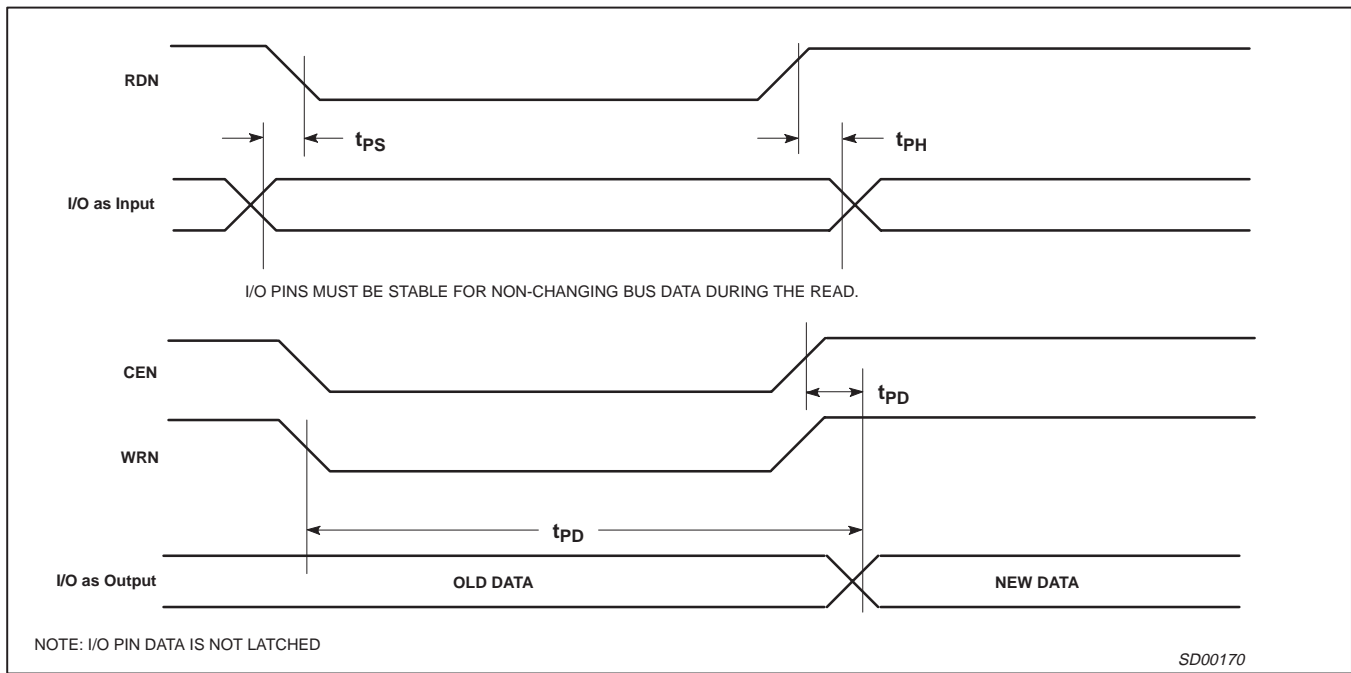 RDN
tPS
tPH
I/O as Input
I/O PINS MUST BE STABLE FOR NON-CHANGING BUS DATA DURING THE READ.
CEN
tPD
WRN
tPD
I/O as Output
OLD DATA
NEW DATA
NOTE: I/O PIN DATA IS NOT LATCHED
SD00170